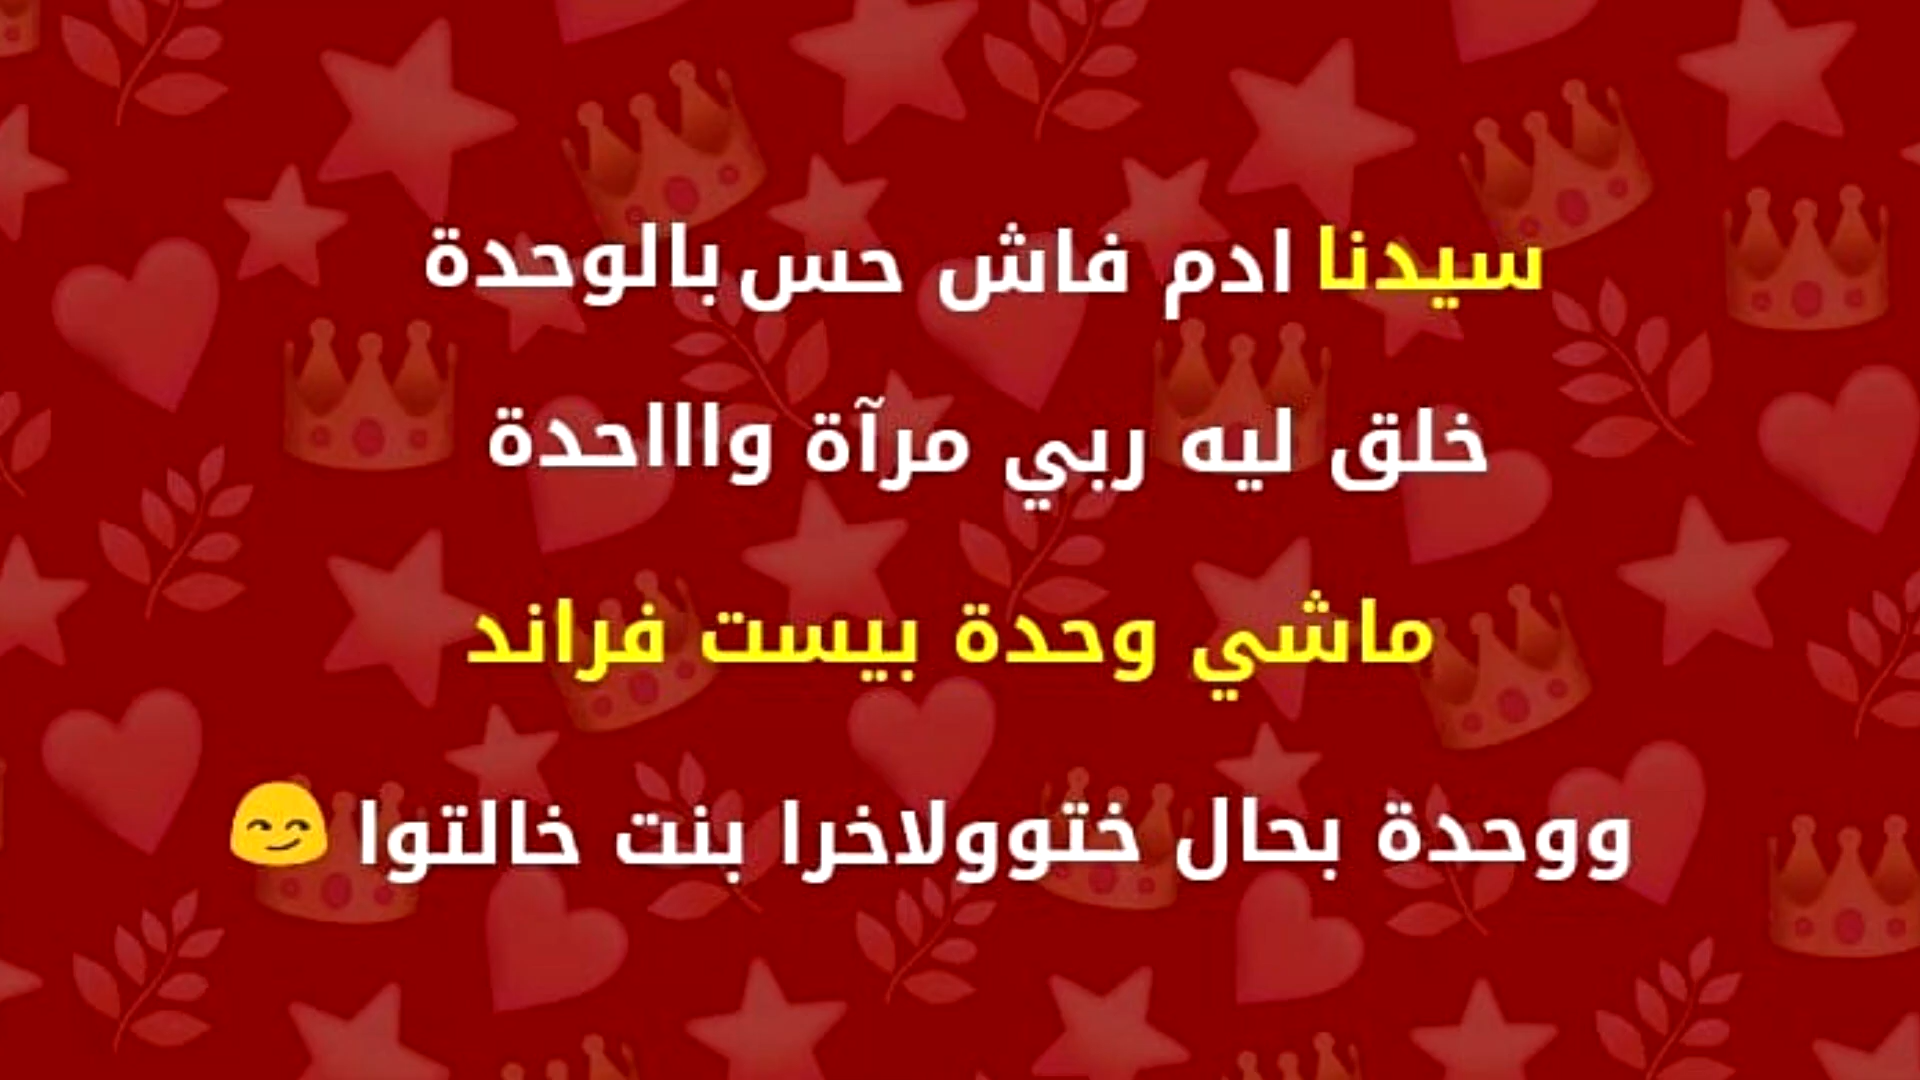 سيدنا ادم فاش حس بالوحدة
خلق ليه ربي مرآة واااحدة
ماشي وحدة بيست فراند
ووحدة بحال ختوولاخرا بنت خالتوا 😏